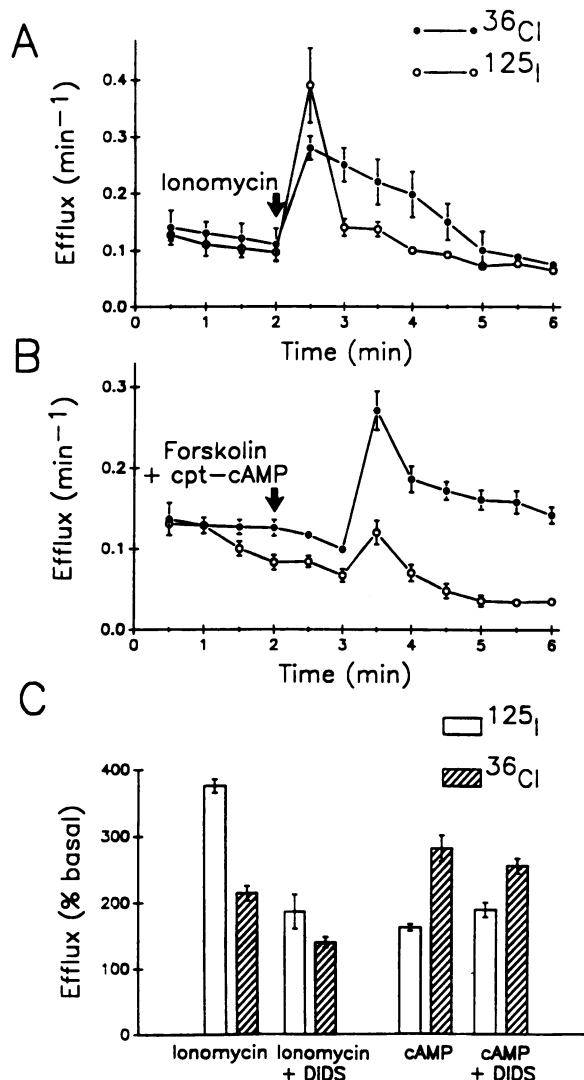 A
36Cl
125I
Efflux (min−1)
0.4
0.3
0.2
0.1
0.0
Ionomycin
0 1 2 3 4 5 6
Time (min)
B
Efflux (min−1)
0.3
0.2
0.1
0.0
Forskolin
+ cpt−cAMP
0 1 2 3 4 5 6
Time (min)
C
125I
36Cl
Efflux (% basal)
400
300
200
100
0
Ionomycin Ionomycin + DIDS cAMP cAMP + DIDS